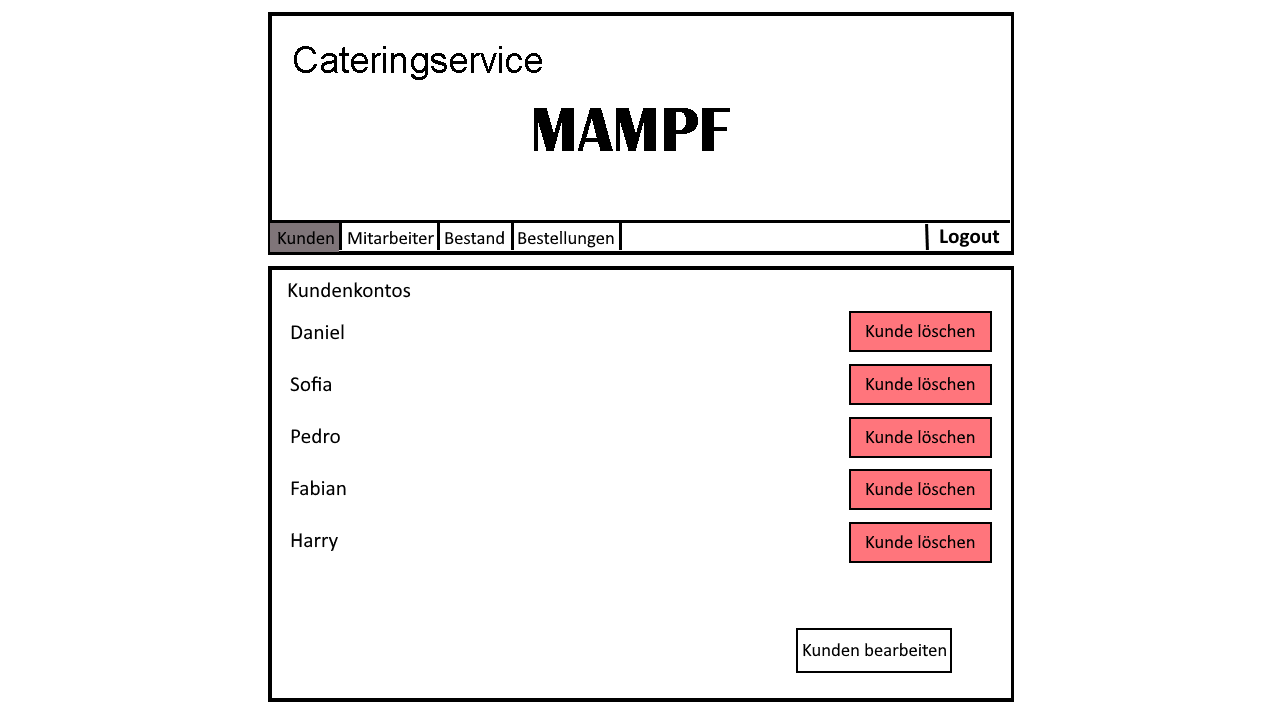 Cateringservice
MAMPF
Kunden Mitarbeiter Bestand Bestellungen Logout
Kundenkontos
Daniel Kunde löschen
Sofia Kunde löschen
Pedro Kunde löschen
Fabian Kunde löschen
Harry Kunde löschen
Kunden bearbeiten